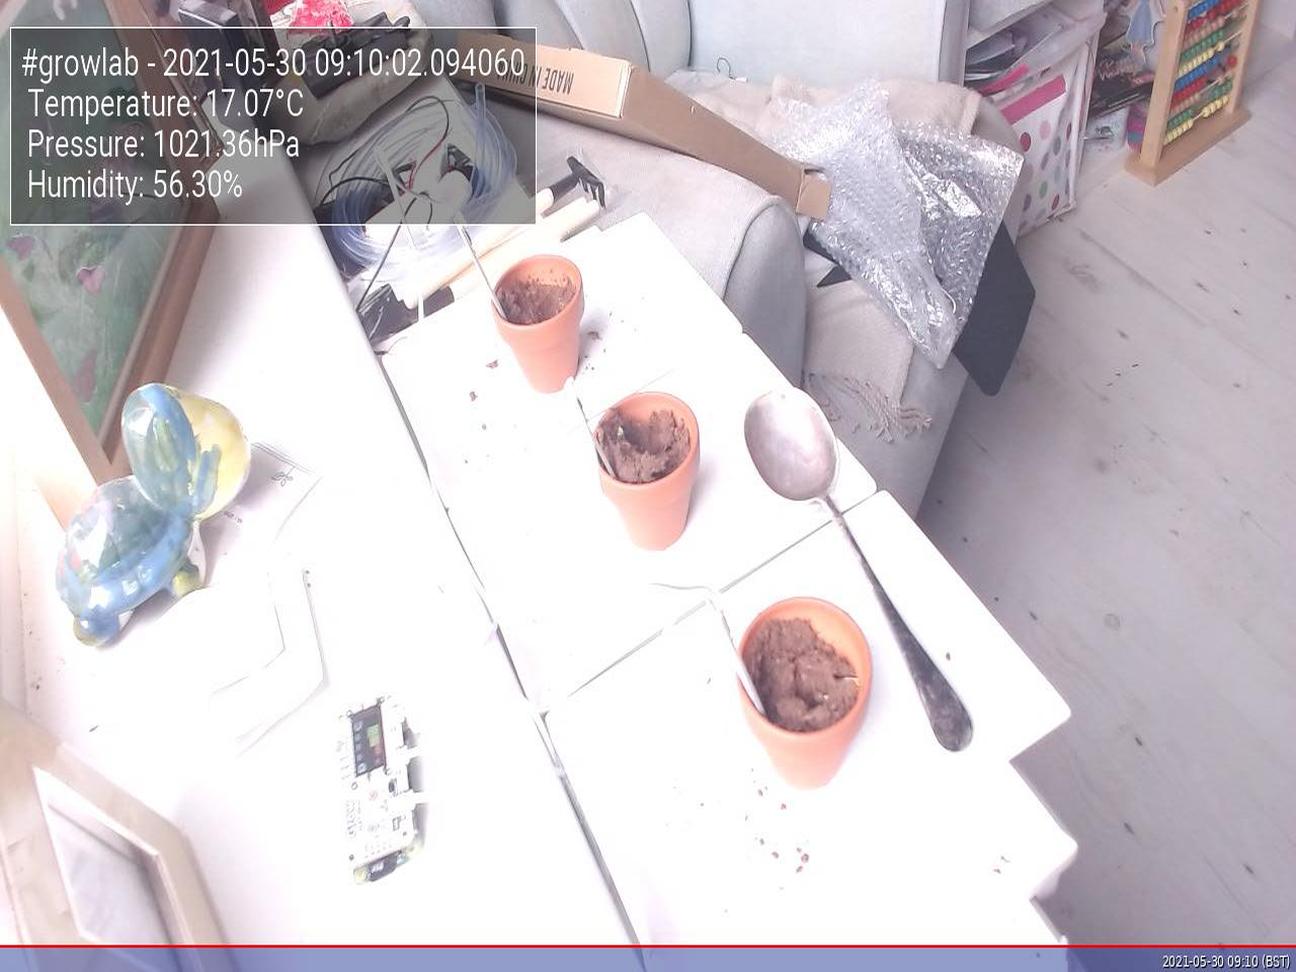 #growlab - 2021-05-30 09:10:02.094060
Temperature: 17.07°C
Pressure: 1021.36hPa
Humidity: 56.30%
MADE IN
2021-05-30 09:10 (BST)